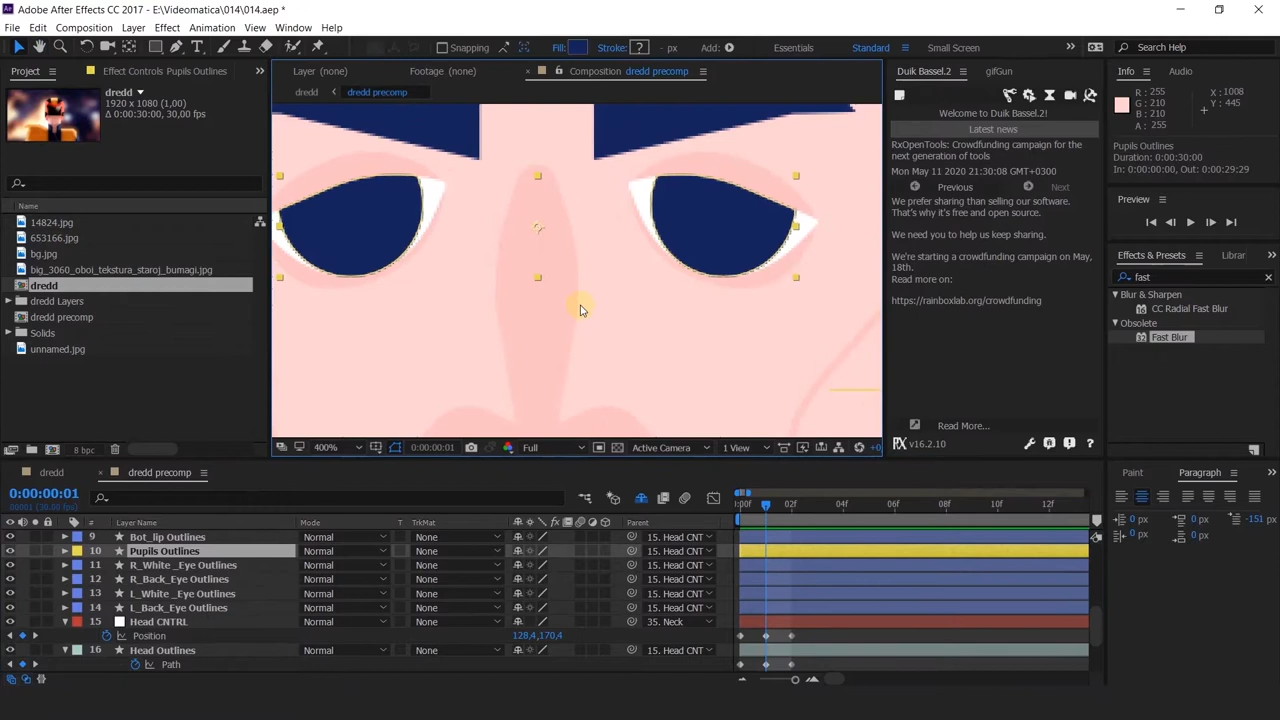 Adobe After Effects CC 2017 - E:\Videomatica\014\014.aep *
File Edit Composition Layer Effect Animation View Window Help
Snapping Fill: Stroke: ? - px Add: Essentials Standard Small Screen Search Help
Project Effect Controls Pupils Outlines
dredd
1920 x 1080 (1,00)
Δ 0:00:30:00, 30,00 fps
Name
14824.jpg
653166.jpg
bg.jpg
big_3060_oboi_tekstura_staroj_bumagi.jpg
dredd
dredd Layers
dredd precomp
Solids
unnamed.jpg
8 bpc
Layer (none) Footage (none) Composition dredd precomp
dredd dredd precomp
400% 0:00:00:01 Full Active Camera 1 View +0
Duik Bassel.2 gifGun
Welcome to Duik Bassel.2!
Latest news
RxOpenTools: Crowdfunding campaign for the
next generation of tools
Mon May 11 2020 21:30:08 GMT+0300
Previous Next
We prefer sharing than selling our software.
That's why it's free and open source.
We need you to help us keep sharing.
We're starting a crowdfunding campaign on May,
18th.
Read more on:
https://rainboxlab.org/crowdfunding
Read More...
v16.2.10
Info Audio
R: 255
G: 210
B: 210
A: 255
X: 1008
Y: 445
Pupils Outlines
Duration: 0:00:30:00
In: 0:00:00:00, Out: 0:00:29:29
Preview
Effects & Presets Librar
fast
Blur & Sharpen
CC Radial Fast Blur
Obsolete
Fast Blur
dredd dredd precomp
0:00:00:01
00001 (30.00 fps)
# Layer Name Mode T TrkMat Parent
:00F 02F 04F 06F 08F 10F 12F
9 Bot_lip Outlines Normal None 15. Head CNT
10 Pupils Outlines Normal None 15. Head CNT
11 R_White _Eye Outlines Normal None 15. Head CNT
12 R_Back_Eye Outlines Normal None 15. Head CNT
13 L_White _Eye Outlines Normal None 15. Head CNT
14 L_Back_Eye Outlines Normal None 15. Head CNT
15 Head CNTRL Normal None 35. Neck
Position 128,4,170,4
16 Head Outlines Normal None 15. Head CNT
Path
Paint Paragraph
0 px 0 px -151 px
0 px 0 px